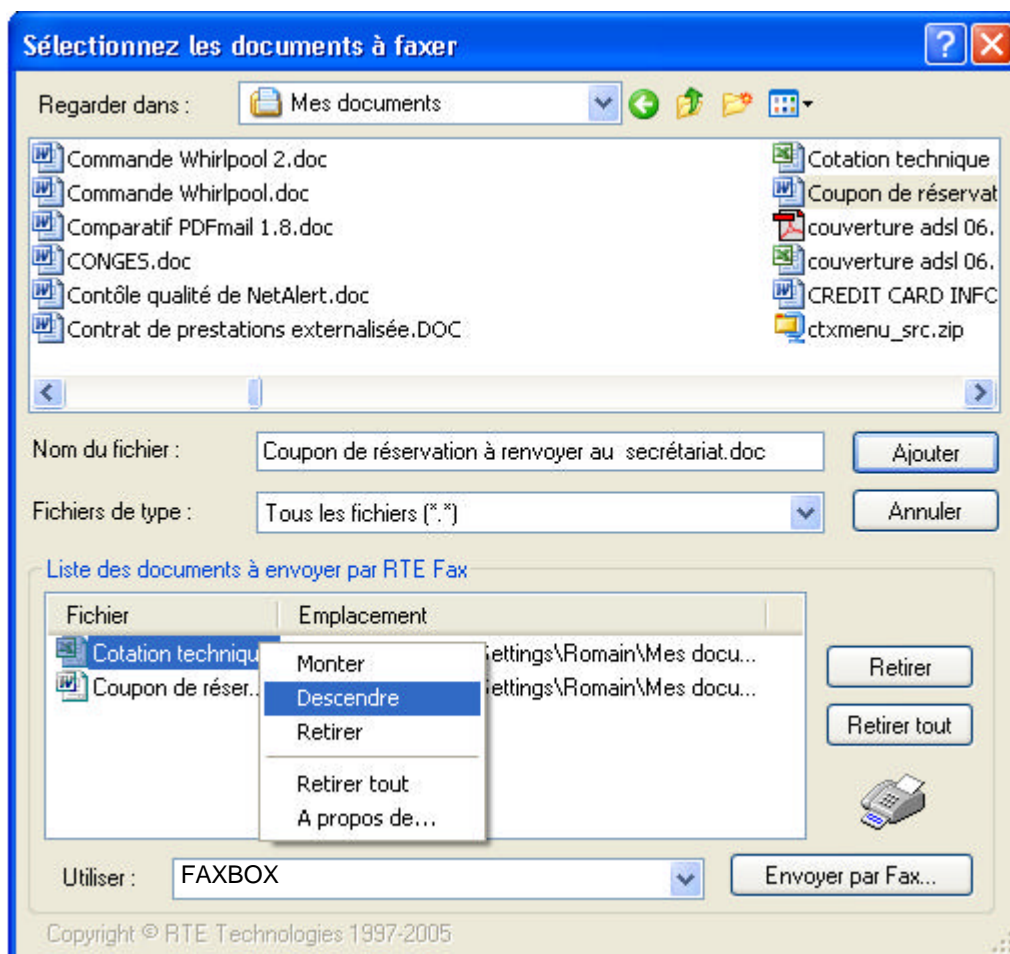 Sélectionnez les documents à faxer
Regarder dans : Mes documents
Commande Whirlpool 2.doc
Commande Whirlpool.doc
Comparatif PDFmail 1.8.doc
CONGES.doc
Contôle qualité de NetAlert.doc
Contrat de prestations externalisée.DOC
Cotation technique
Coupon de réservat
couverture adsl 06.
couverture adsl 06.
CREDIT CARD INFO
ctxmenu_src.zip
Nom du fichier : Coupon de réservation à renvoyer au  secrétariat.doc Ajouter
Fichiers de type : Tous les fichiers (*.*) Annuler
Liste des documents à envoyer par RTE Fax
Fichier Emplacement
Cotation techniqu ettings\Romain\Mes docu...
Coupon de réser... ettings\Romain\Mes docu...
Monter
Descendre
Retirer
Retirer tout
A propos de...
Retirer
Retirer tout
Utiliser : FAXBOX Envoyer par Fax...
Copyright © RTE Technologies 1997-2005